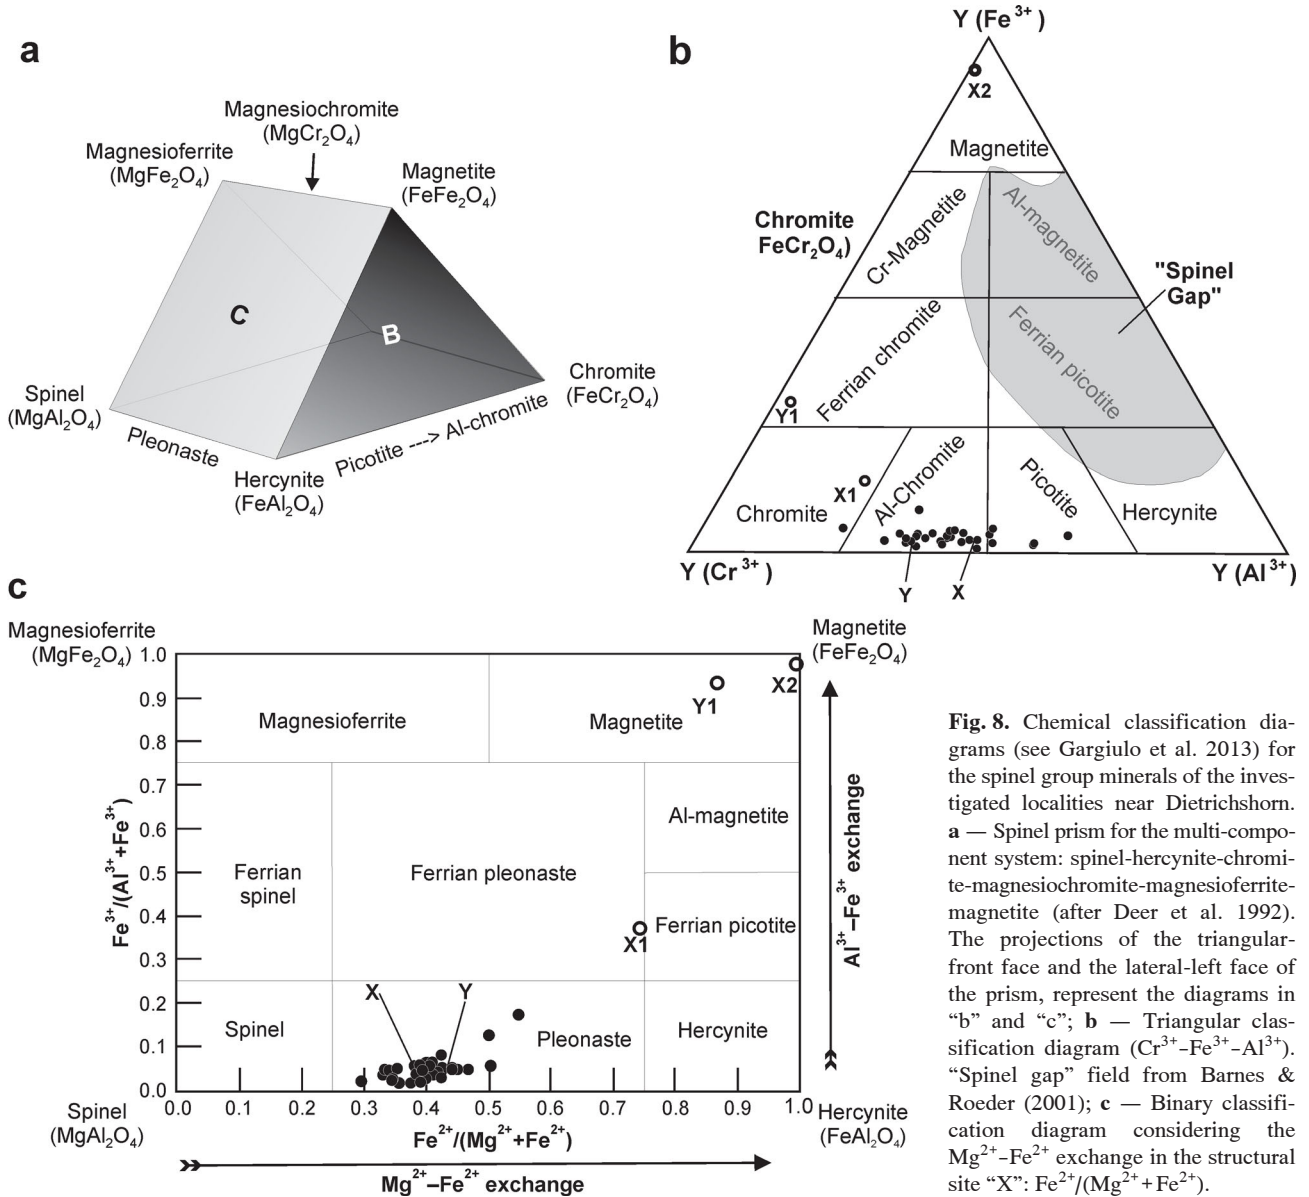 a
Magnesiochromite
(MgCr₂O₄)
Magnesioferrite
(MgFe₂O₄)
Magnetite
(FeFe₂O₄)
C
B
Spinel
(MgAl₂O₄)
Pleonaste
Hercynite
(FeAl₂O₄)
Picotite ---> Al-chromite
Chromite
(FeCr₂O₄)
b
Y (Fe³⁺)
X2
Magnetite
Chromite
FeCr₂O₄)
Cr-Magnetite
Al-magnetite
"Spinel
Gap"
Ferrian chromite
Ferrian picotite
Y1
X1
Chromite
Al-Chromite
Picotite
Hercynite
Y (Cr³⁺)
Y (Al³⁺)
Y
X
c
Magnesioferrite
(MgFe₂O₄)
Magnetite
(FeFe₂O₄)
1.0
0.9
0.8
0.7
0.6
0.5
0.4
0.3
0.2
0.1
0.0
Fe³⁺/(Al³⁺+Fe³⁺)
Magnesioferrite
Magnetite
Y1
X2
Al-magnetite
Ferrian
spinel
Ferrian pleonaste
Ferrian picotite
X1
X
Y
Spinel
Pleonaste
Hercynite
Al³⁺–Fe³⁺ exchange
0.0 0.1 0.2 0.3 0.4 0.5 0.6 0.7 0.8 0.9 1.0
Spinel
(MgAl₂O₄)
Hercynite
(FeAl₂O₄)
Fe²⁺/(Mg²⁺+Fe²⁺)
Mg²⁺–Fe²⁺ exchange
Fig. 8. Chemical classification dia-
grams (see Gargiulo et al. 2013) for
the spinel group minerals of the inves-
tigated localities near Dietrichshorn.
a — Spinel prism for the multi-compo-
nent system: spinel-hercynite-chromi-
te-magnesiochromite-magnesioferrite-
magnetite (after Deer et al. 1992).
The projections of the triangular-
front face and the lateral-left face of
the prism, represent the diagrams in
“b” and “c”; b — Triangular clas-
sification diagram (Cr³⁺–Fe³⁺–Al³⁺).
“Spinel gap” field from Barnes &
Roeder (2001); c — Binary classifi-
cation diagram considering the
Mg²⁺–Fe²⁺ exchange in the structural
site “X”: Fe²⁺/(Mg²⁺+Fe²⁺).